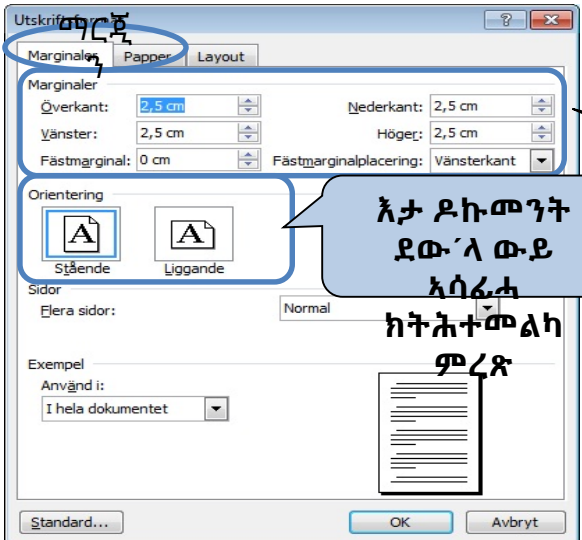 Utskriftsformat
ማርጂን
Marginaler Papper Layout
Marginaler
Överkant: 2,5 cm Nederkant: 2,5 cm
Vänster: 2,5 cm Höger: 2,5 cm
Fästmarginal: 0 cm Fästmarginalplacering: Vänsterkant
Orientering
A A
Stående Liggande
እታ ዶኩመንት
ደው´ላ ውይ
ኣሳፊሓ
ክትሕተመልካ
ምረጽ
Sidor
Flera sidor: Normal
Exempel
Använd i:
I hela dokumentet
Standard... OK Avbryt